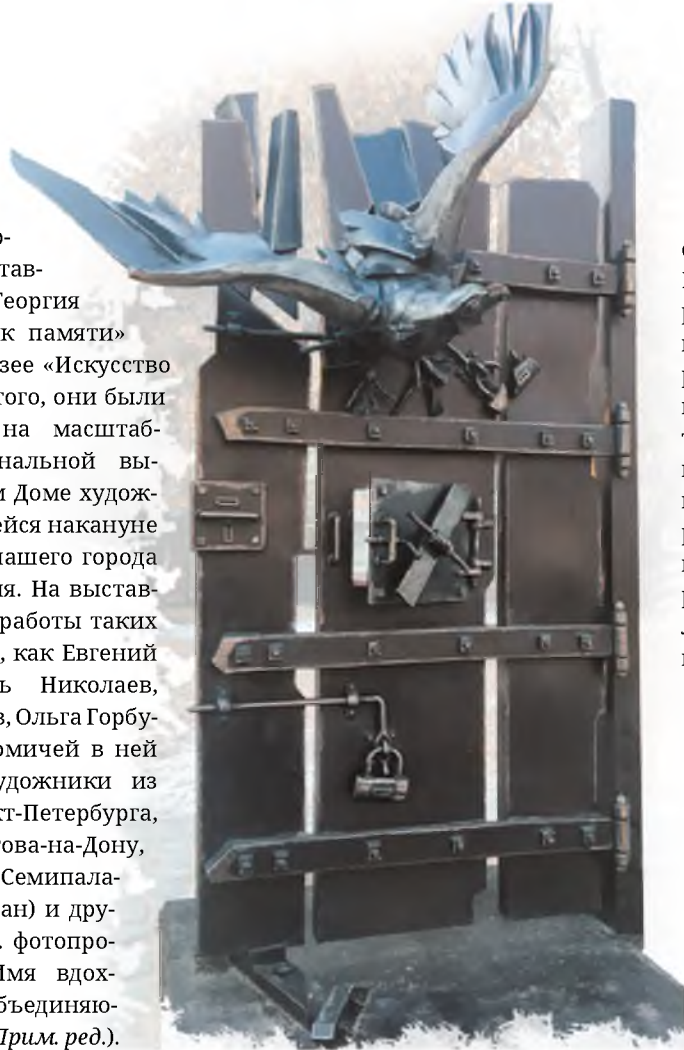 о-
тав-
Георгия
к памяти»
зее «Искусство
того, они были
на масштаб-
нальной вы-
и Доме худож-
ейся накануне
нашего города
ия. На выстав-
работы таких
, как Евгений
ь Николаев,
в, Ольга Горбу-
омичей в ней
удожники из
кт-Петербурга,
това-на-Дону,
Семипала-
ан) и дру-
. фотопро-
Имя вдох-
бъединяю-
Прим. ред.).